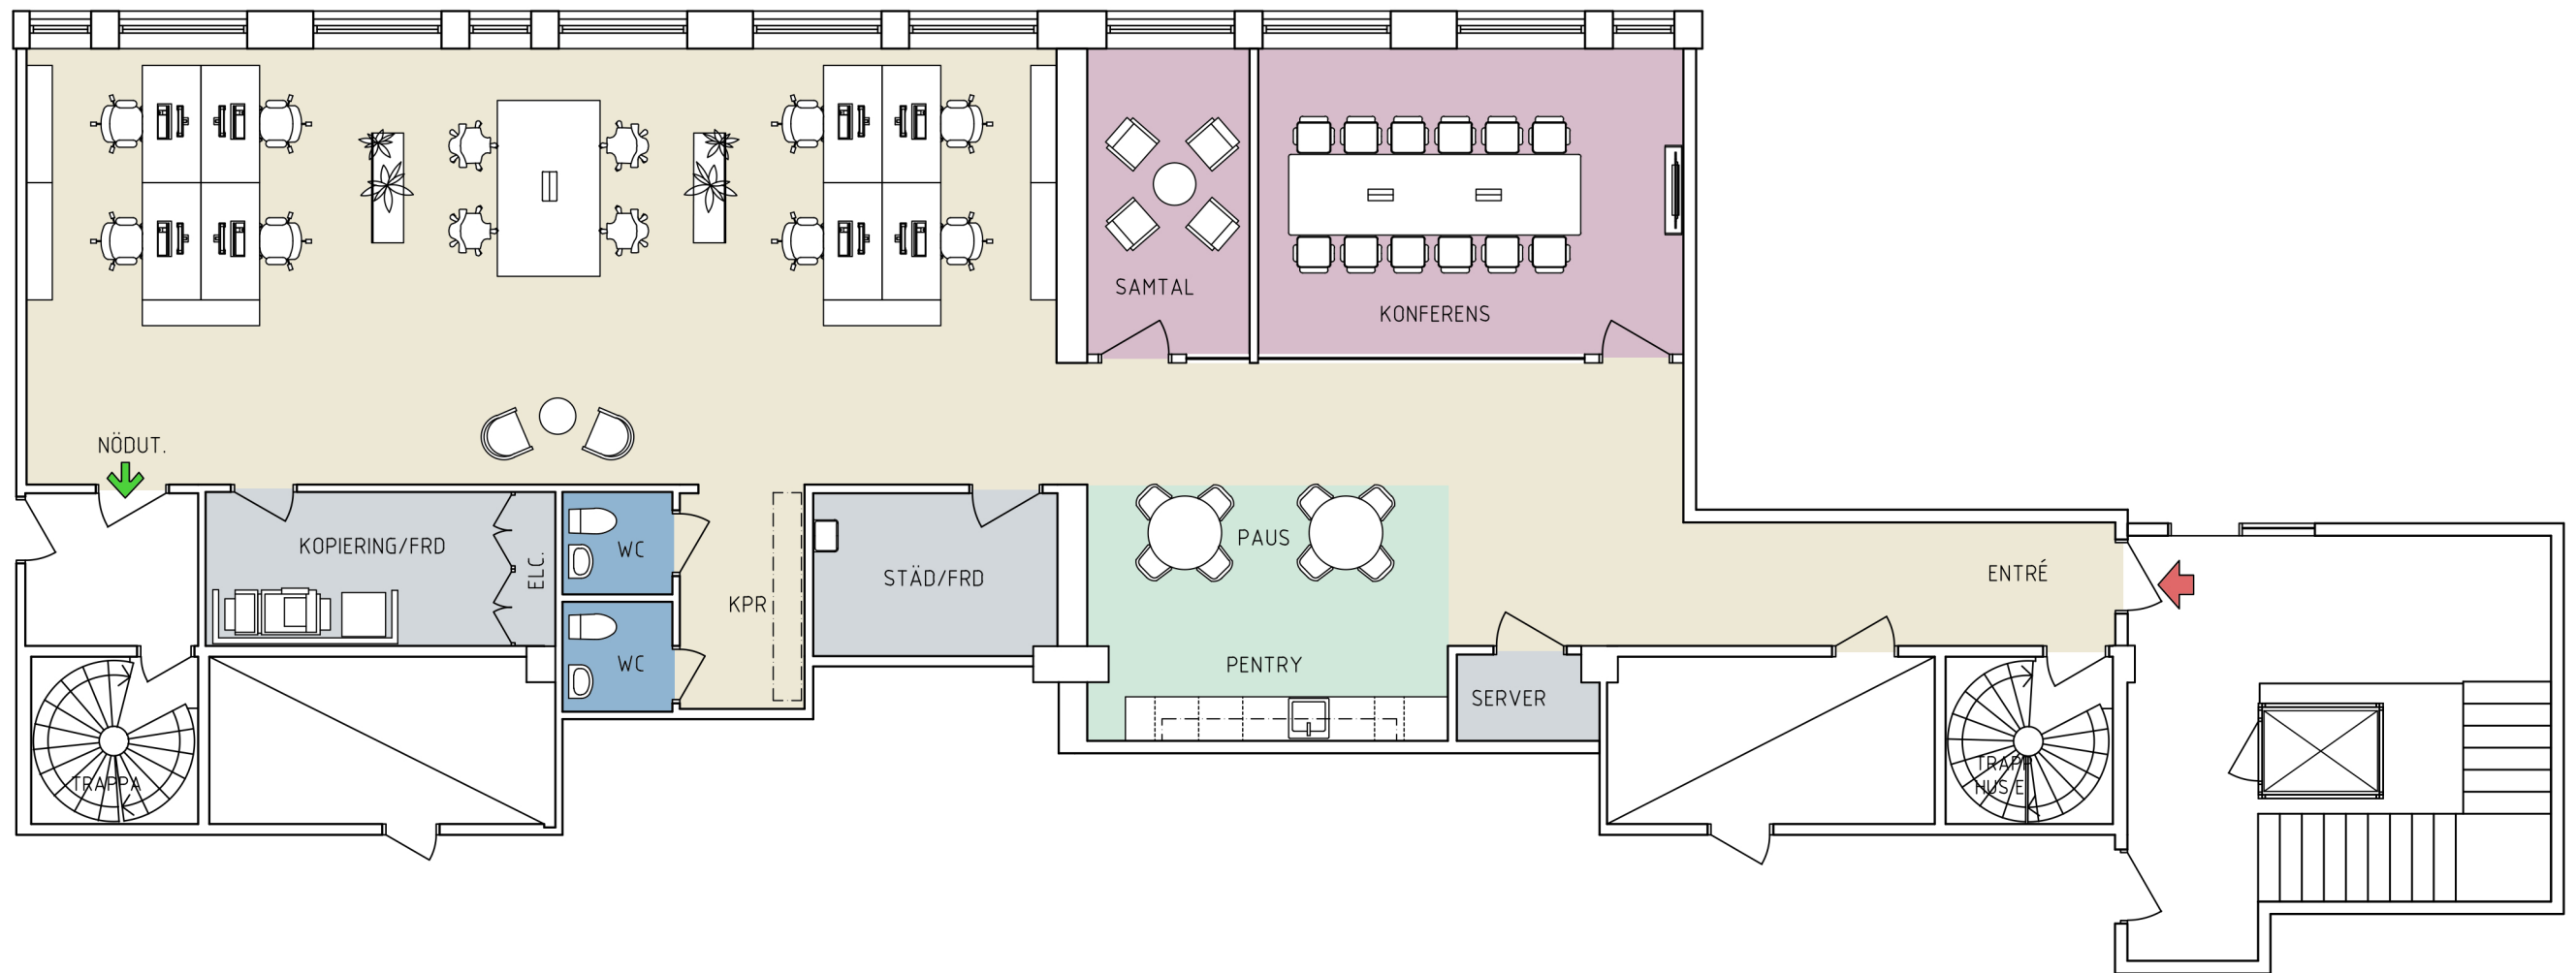 SAMTAL
KONFERENS
NÖDUT.
KOPIERING/FRD
ELC.
WC
WC
KPR
STÄD/FRD
PAUS
PENTRY
SERVER
ENTRÉ
TRAPPA
TRAPP
HUS E